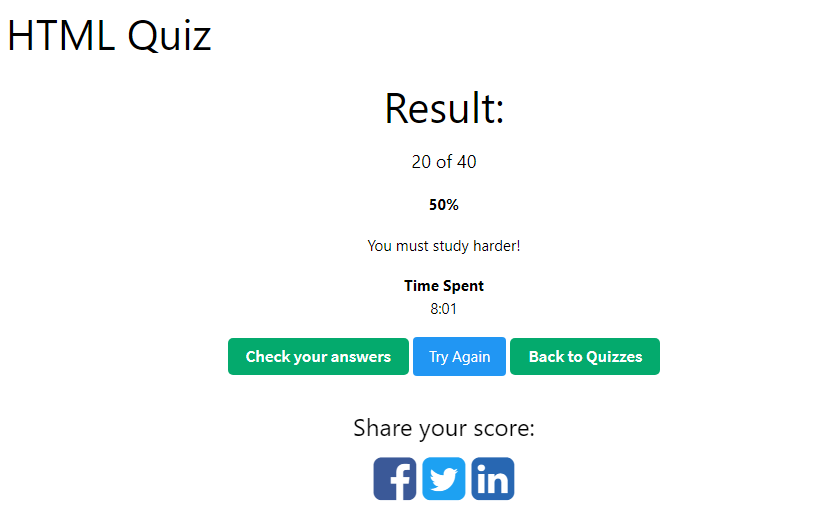 HTML Quiz
Result:
20 of 40
50%
You must study harder!
Time Spent
8:01
Check your answers Try Again Back to Quizzes
Share your score:
f in